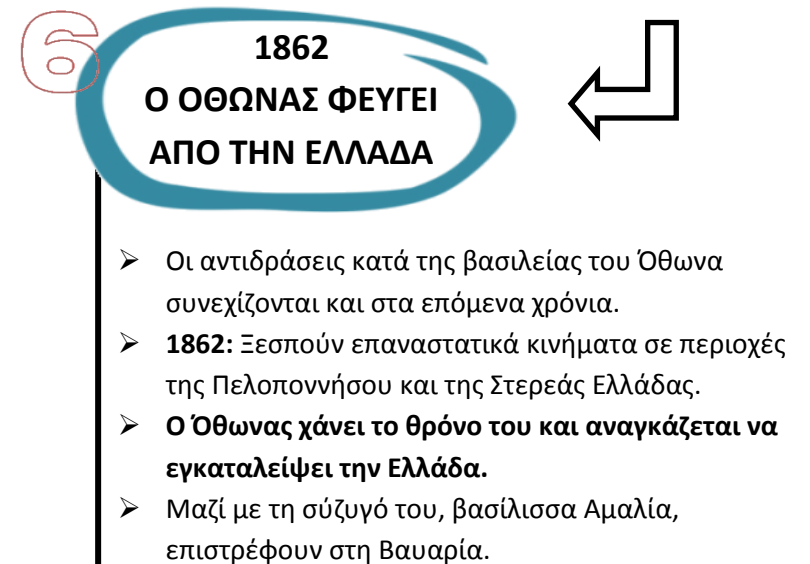 6
1862
Ο ΟΘΩΝΑΣ ΦΕΥΓΕΙ
ΑΠΟ ΤΗΝ ΕΛΛΑΔΑ
➢ Οι αντιδράσεις κατά της βασιλείας του Όθωνα
συνεχίζονται και στα επόμενα χρόνια.
➢ 1862: Ξεσπούν επαναστατικά κινήματα σε περιοχές
της Πελοποννήσου και της Στερεάς Ελλάδας.
➢ Ο Όθωνας χάνει το θρόνο του και αναγκάζεται να
εγκαταλείψει την Ελλάδα.
➢ Μαζί με τη σύζυγό του, βασίλισσα Αμαλία,
επιστρέφουν στη Βαυαρία.